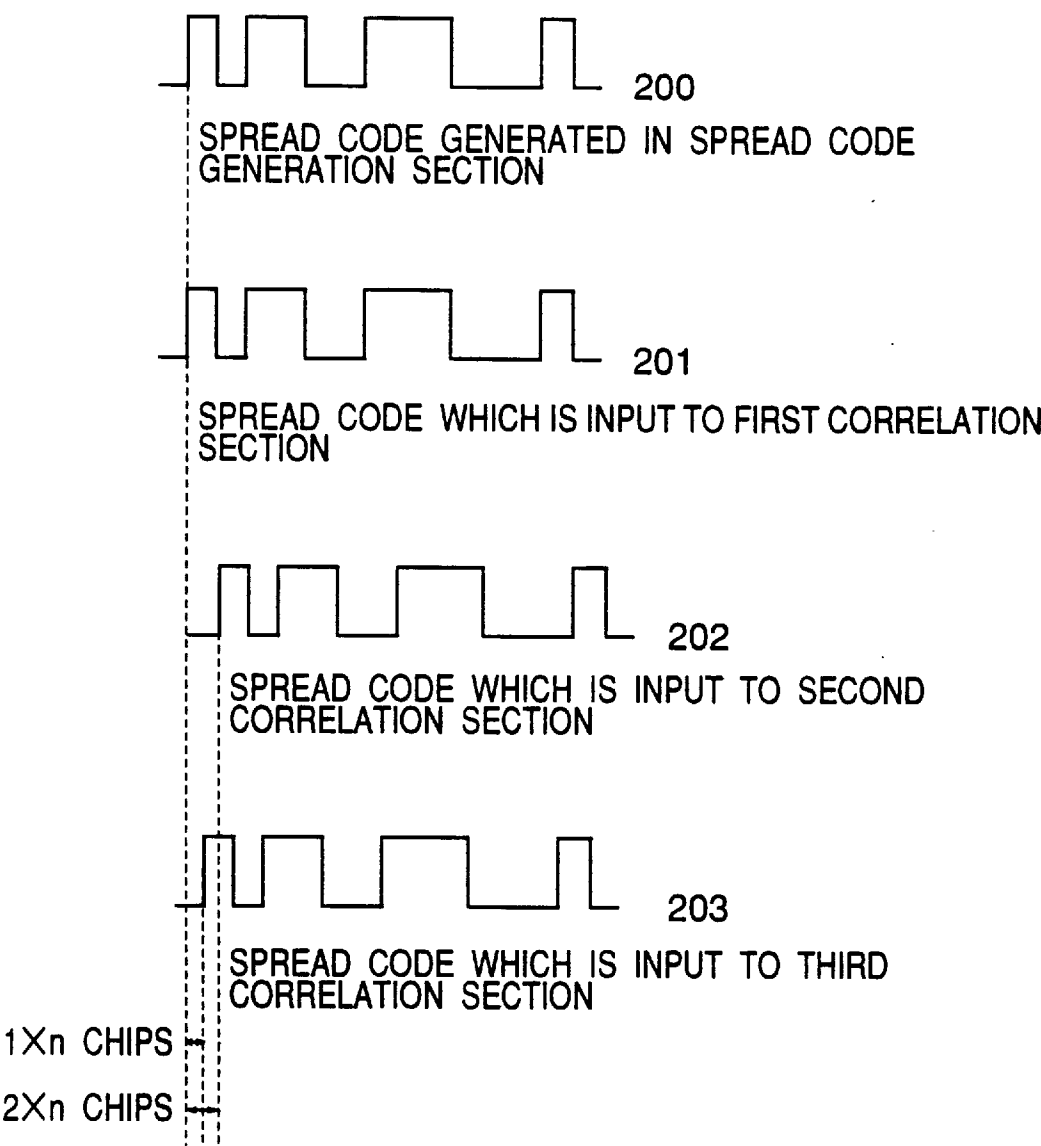 200
SPREAD CODE GENERATED IN SPREAD CODE
GENERATION SECTION
201
SPREAD CODE WHICH IS INPUT TO FIRST CORRELATION
SECTION
202
SPREAD CODE WHICH IS INPUT TO SECOND
CORRELATION SECTION
203
SPREAD CODE WHICH IS INPUT TO THIRD
CORRELATION SECTION
1Xn CHIPS
2Xn CHIPS